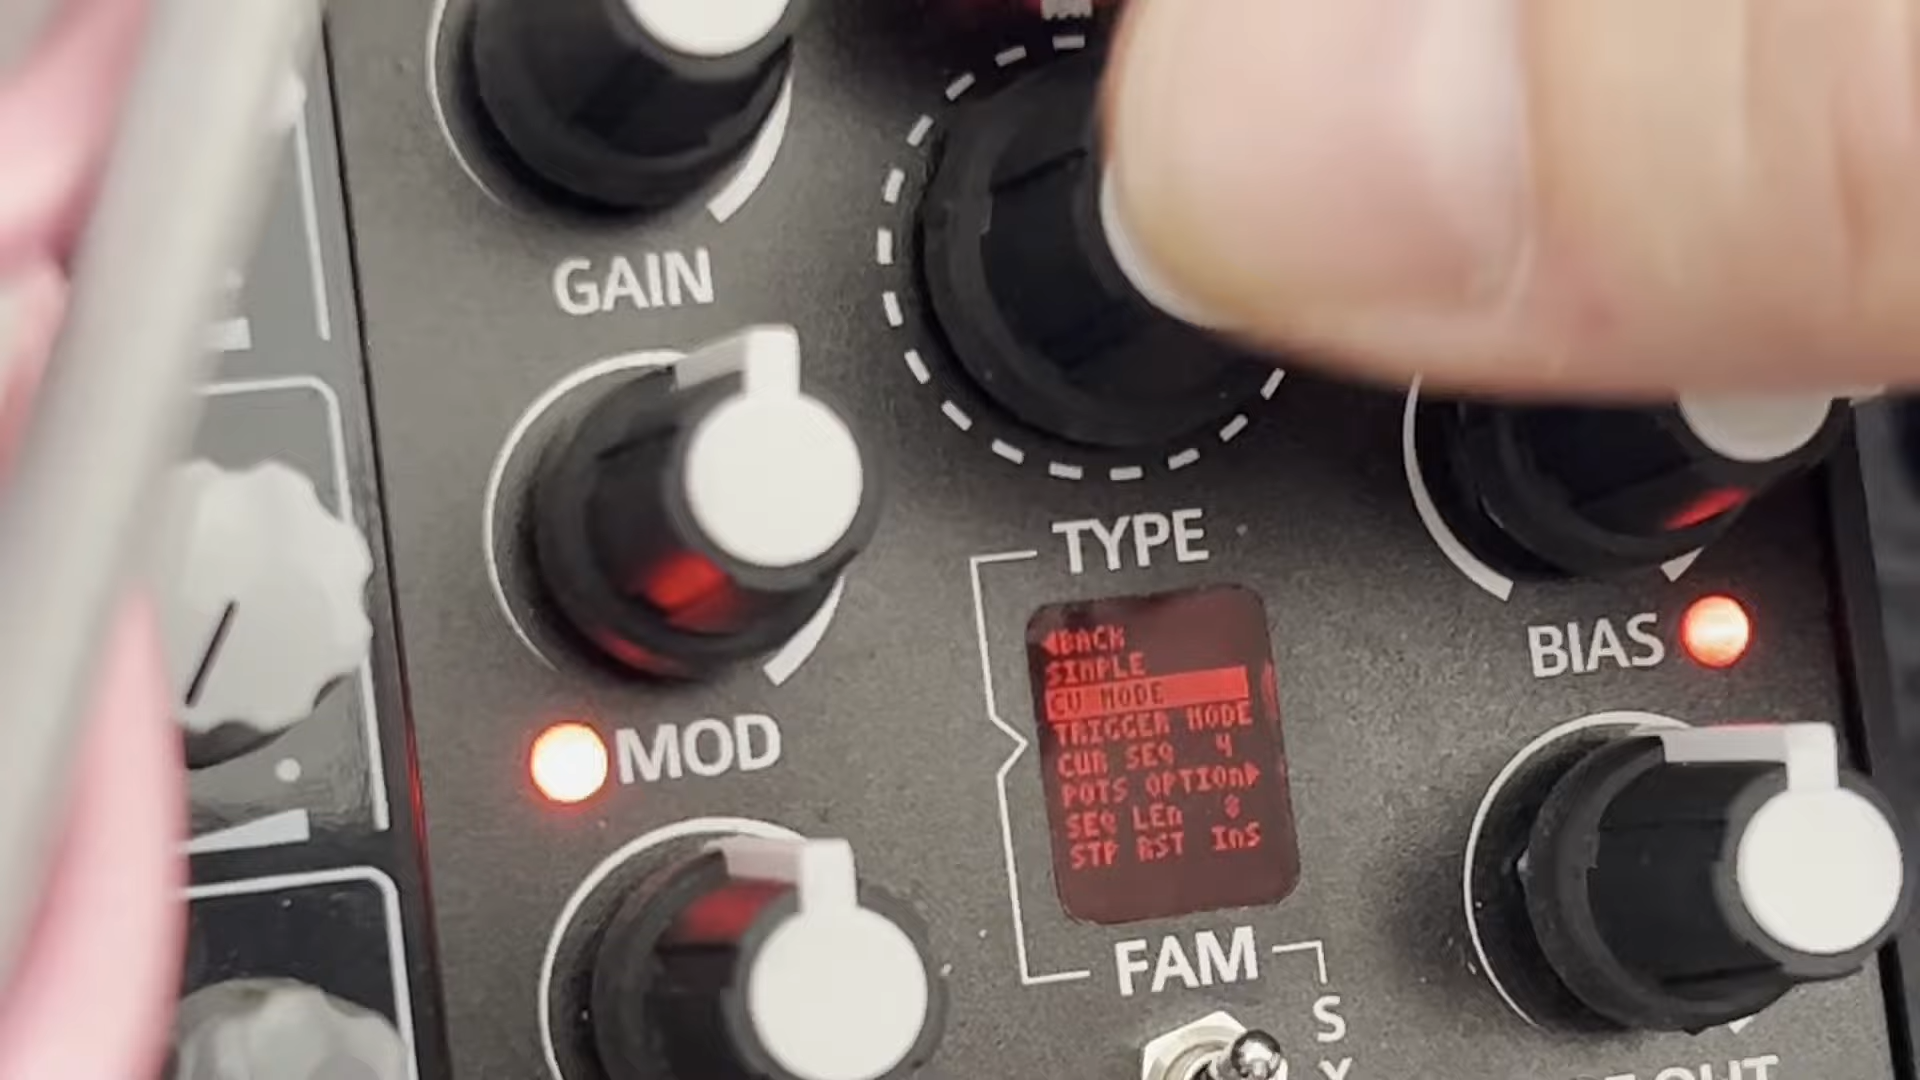 GAIN
TYPE
BIAS
◀BACK
SIMPLE
CV MODE
TRIGGER MODE
CUR SEQ 4
POTS OPTION▶
SEQ LEN 8
STP RST INS
MOD
FAM
S
Y
OUT